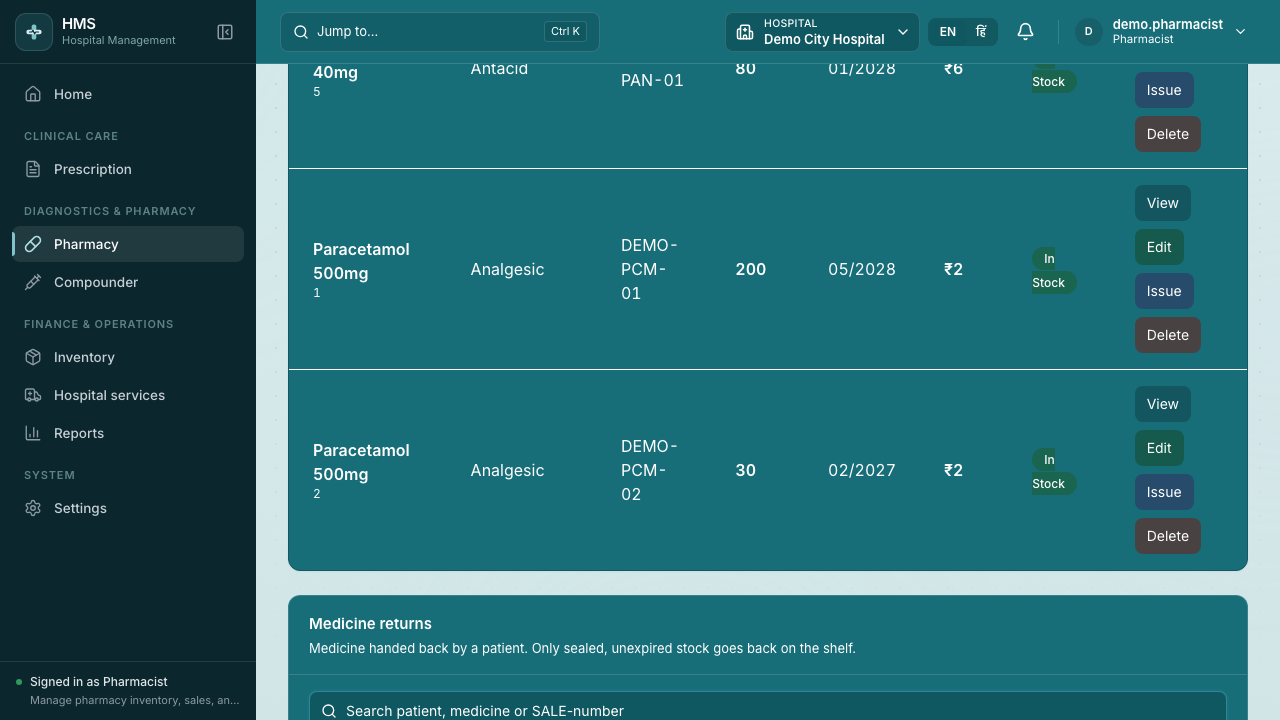 HMS
Hospital Management
Jump to...
Ctrl K
HOSPITAL
Demo City Hospital
EN
हिं
D
demo.pharmacist
Pharmacist
Home
CLINICAL CARE
Prescription
DIAGNOSTICS & PHARMACY
Pharmacy
Compounder
FINANCE & OPERATIONS
Inventory
Hospital services
Reports
SYSTEM
Settings
Signed in as Pharmacist
Manage pharmacy inventory, sales, an...
40mg
5
Antacid
PAN-01
80
01/2028
₹6
Stock
Issue
Delete
Paracetamol
500mg
1
Analgesic
DEMO-
PCM-
01
200
05/2028
₹2
In
Stock
View
Edit
Issue
Delete
Paracetamol
500mg
2
Analgesic
DEMO-
PCM-
02
30
02/2027
₹2
In
Stock
View
Edit
Issue
Delete
Medicine returns
Medicine handed back by a patient. Only sealed, unexpired stock goes back on the shelf.
Search patient, medicine or SALE-number